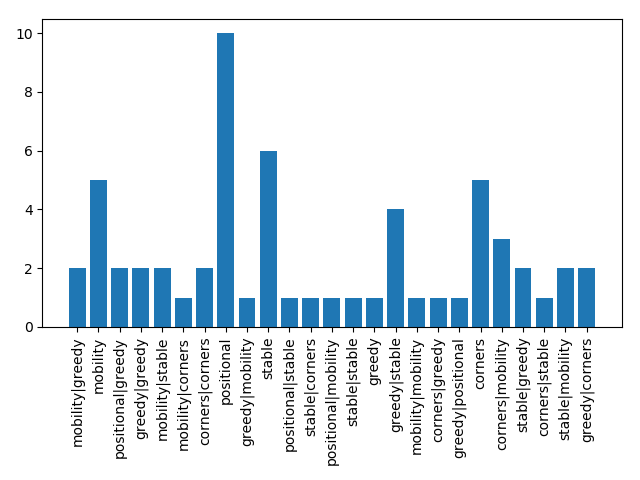 10
8
6
4
2
0
mobility|greedy
mobility
positional|greedy
greedy|greedy
mobility|stable
mobility|corners
corners|corners
positional
greedy|mobility
stable
positional|stable
stable|corners
positional|mobility
stable|stable
greedy
greedy|stable
mobility|mobility
corners|greedy
greedy|positional
corners
corners|mobility
stable|greedy
corners|stable
stable|mobility
greedy|corners